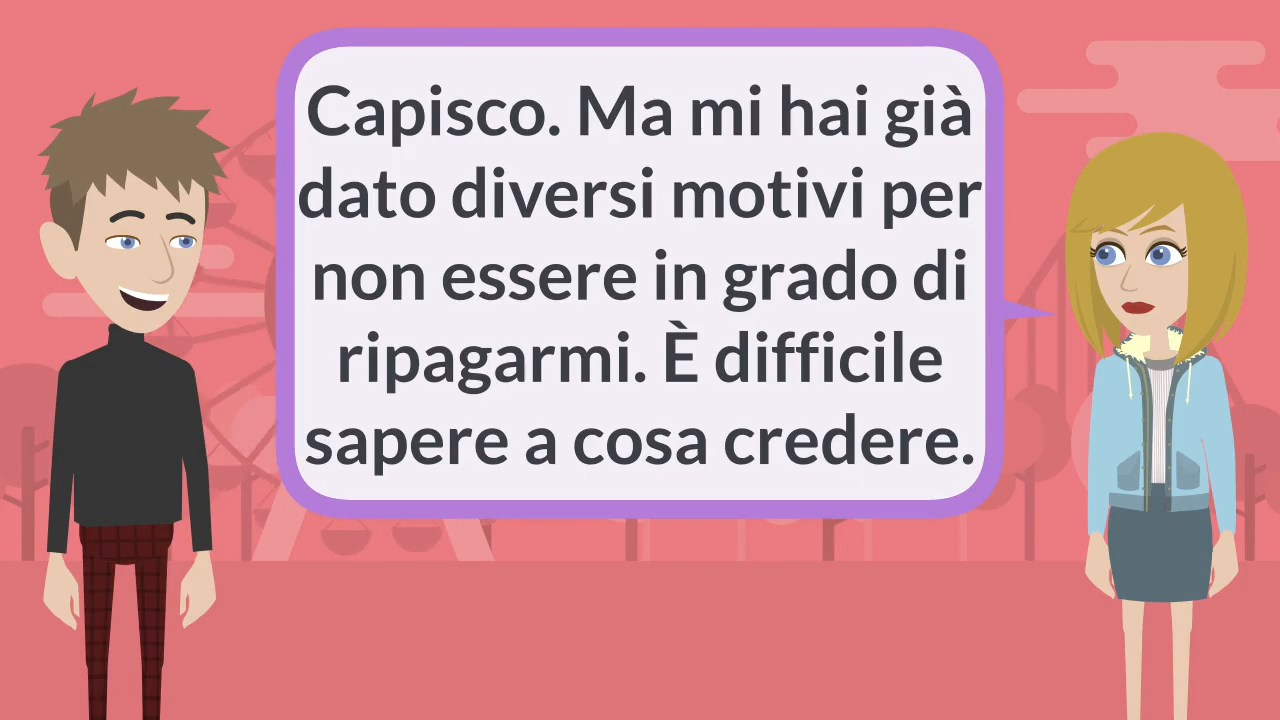 Capisco. Ma mi hai già
dato diversi motivi per
non essere in grado di
ripagarmi. È difficile
sapere a cosa credere.